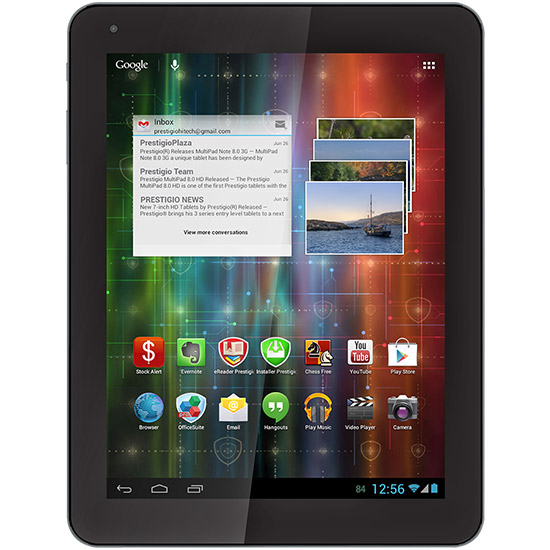 Google
Inbox
prestigiohitech@gmail.com
PrestigioPlaza Jun 26
Prestigio(R) Releases MultiPad Note 8.0 3G — MultiPad
Note 8.0 3G a unique tablet has been designed by
Prestigio Team Jun 26
Prestigio MultiPad 8.0 HD Released — The Prestigio
MultiPad 8.0 HD is one of the first Prestigio tablets with the
PRESTIGIO NEWS Jun 26
New 7-inch HD Tablets by Prestigio(R) Released —
Prestigio® brings his 3 series entry level tablets to a next
View more conversations
$
You
Tube
Stock Alert Evernote eReader Prestigi Installer Prestigi Chess Free YouTube Play Store
@
Browser OfficeSuite Email Hangouts Play Music Video Player Camera
84 12:56